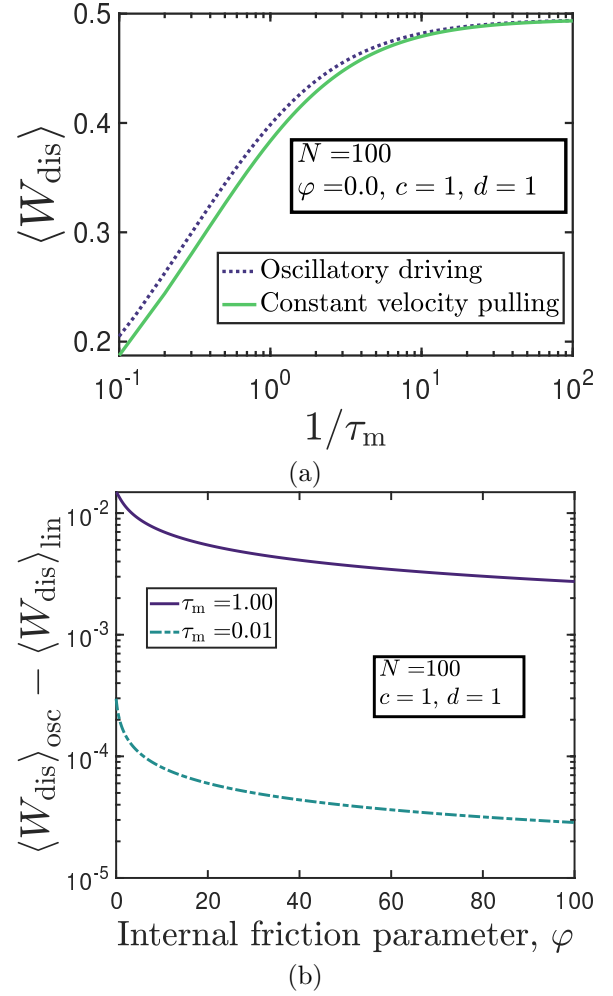 0.5
0.4
0.3
0.2
⟨W_dis⟩
N =100
φ =0.0, c = 1, d = 1
Oscillatory driving
Constant velocity pulling
10^-1 10^0 10^1 10^2
1/τ_m
(a)
10^-2
10^-3
10^-4
10^-5
⟨W_dis⟩_osc − ⟨W_dis⟩_lin
τ_m =1.00
τ_m =0.01
N =100
c = 1, d = 1
0 20 40 60 80 100
Internal friction parameter, φ
(b)